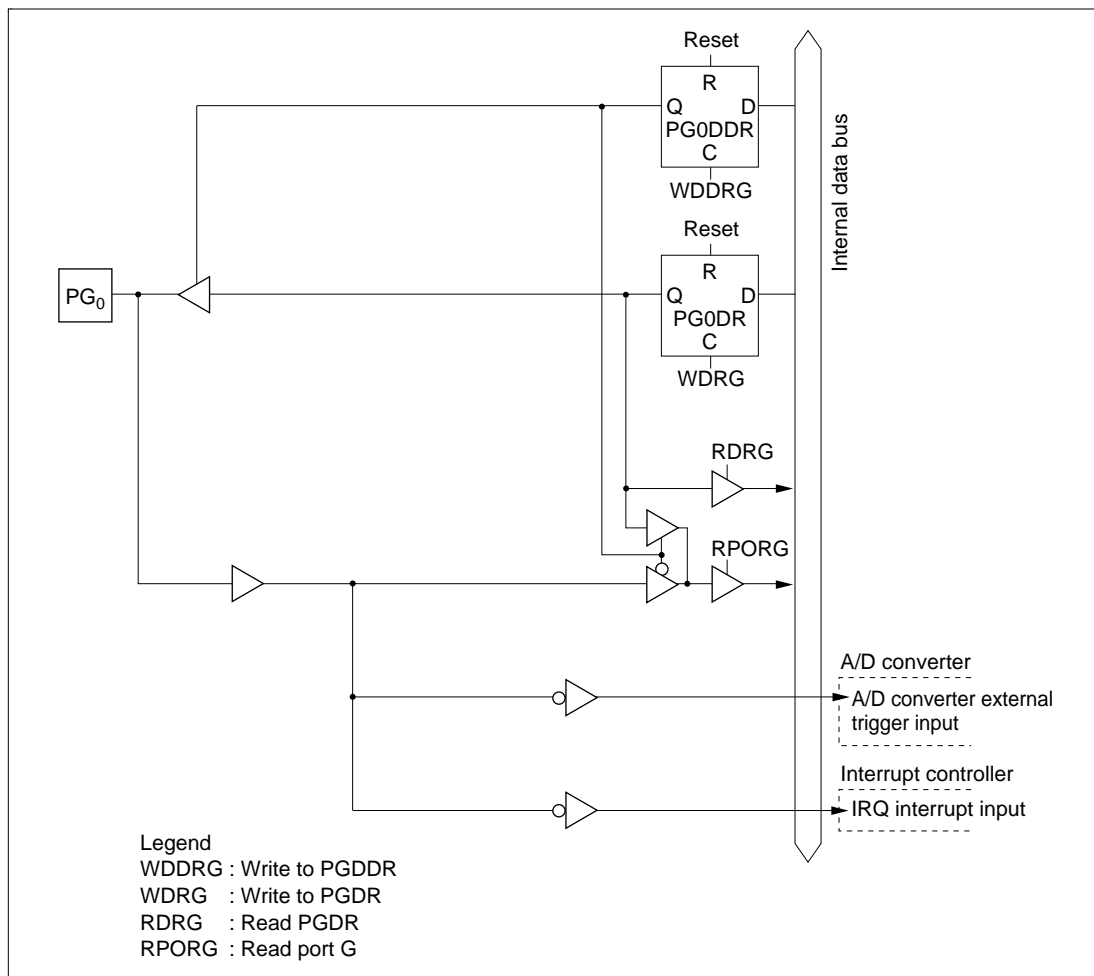 Reset
R
Q D
PG0DDR
C
WDDRG
Internal data bus
Reset
R
PG0
Q D
PG0DR
C
WDRG
RDRG
RPORG
A/D converter
A/D converter external
trigger input
Interrupt controller
IRQ interrupt input
Legend
WDDRG : Write to PGDDR
WDRG : Write to PGDR
RDRG : Read PGDR
RPORG : Read port G